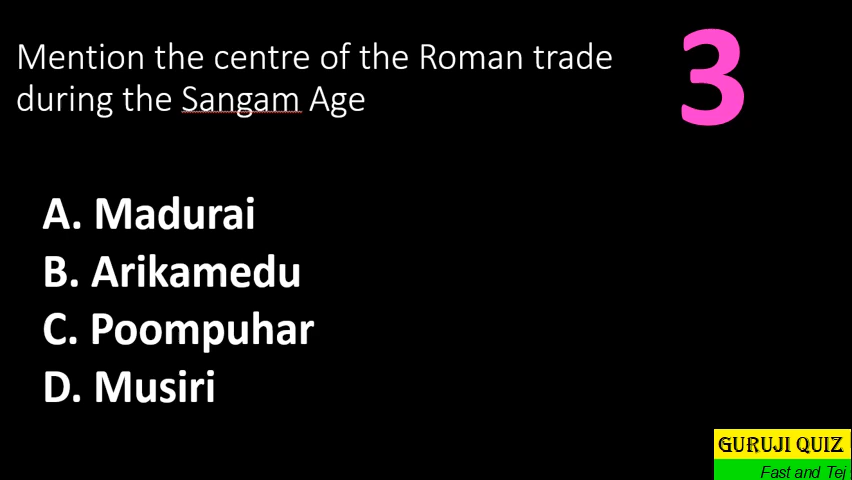 Mention the centre of the Roman trade
during the Sangam Age
3
A. Madurai
B. Arikamedu
C. Poompuhar
D. Musiri
GURUJI QUIZ
Fast and Tej